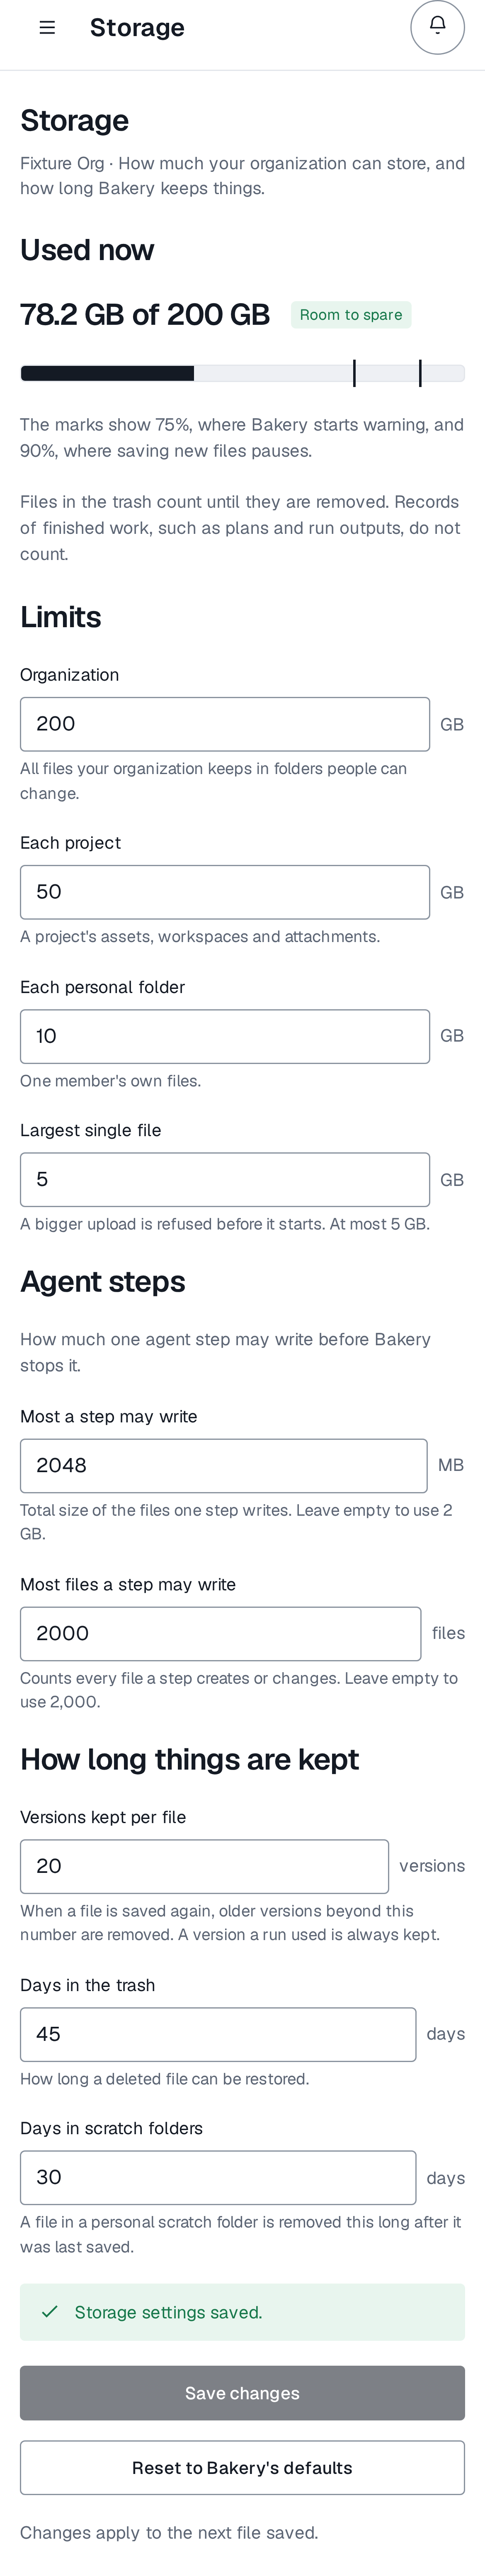 Storage
Storage
Fixture Org · How much your organization can store, and
how long Bakery keeps things.
Used now
78.2 GB of 200 GB
Room to spare
The marks show 75%, where Bakery starts warning, and
90%, where saving new files pauses.
Files in the trash count until they are removed. Records
of finished work, such as plans and run outputs, do not
count.
Limits
Organization
200
GB
All files your organization keeps in folders people can
change.
Each project
50
GB
A project's assets, workspaces and attachments.
Each personal folder
10
GB
One member's own files.
Largest single file
5
GB
A bigger upload is refused before it starts. At most 5 GB.
Agent steps
How much one agent step may write before Bakery
stops it.
Most a step may write
2048
MB
Total size of the files one step writes. Leave empty to use 2
GB.
Most files a step may write
2000
files
Counts every file a step creates or changes. Leave empty to
use 2,000.
How long things are kept
Versions kept per file
20
versions
When a file is saved again, older versions beyond this
number are removed. A version a run used is always kept.
Days in the trash
45
days
How long a deleted file can be restored.
Days in scratch folders
30
days
A file in a personal scratch folder is removed this long after it
was last saved.
Storage settings saved.
Save changes
Reset to Bakery's defaults
Changes apply to the next file saved.